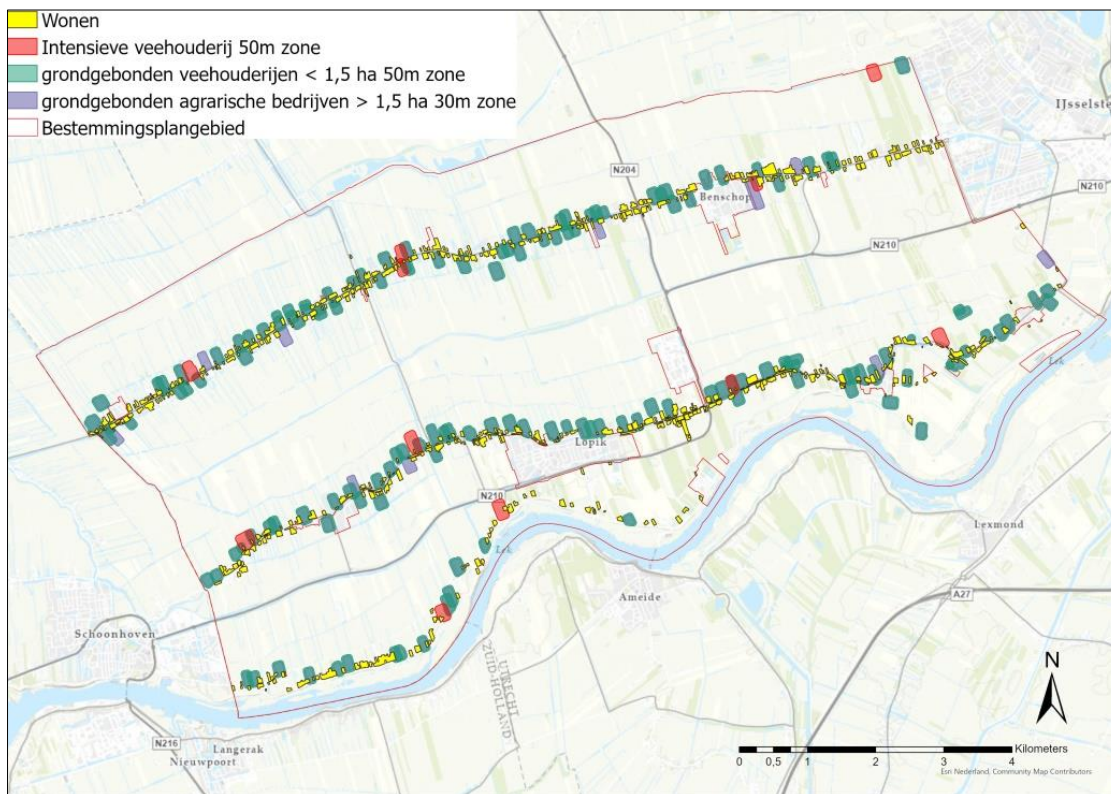 Wonen
Intensieve veehouderij 50m zone
grondgebonden veehouderijen < 1,5 ha 50m zone
grondgebonden agrarische bedrijven > 1,5 ha 30m zone
Bestemmingsplangebied
IJsselste
N204
Benschop
N210
N210
Lek
Lopik
N210
Lek
Lexmond
Ameide
A27
Schoonhoven
UTRECHT
ZUID-HOLLAND
N
N216
Langerak
Nieuwpoort
Kilometers
0 0,5 1 2 3 4
Esri Nederland, Community Map Contributors